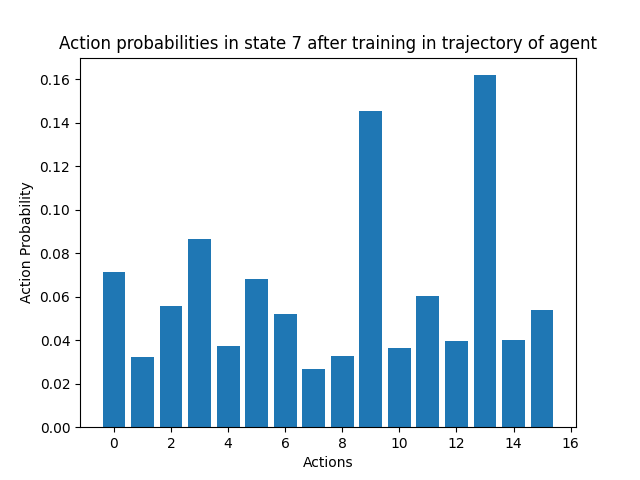 Action probabilities in state 7 after training in trajectory of agent
0.16
0.14
0.12
0.10
0.08
0.06
0.04
0.02
0.00
Action Probability
0 2 4 6 8 10 12 14 16
Actions